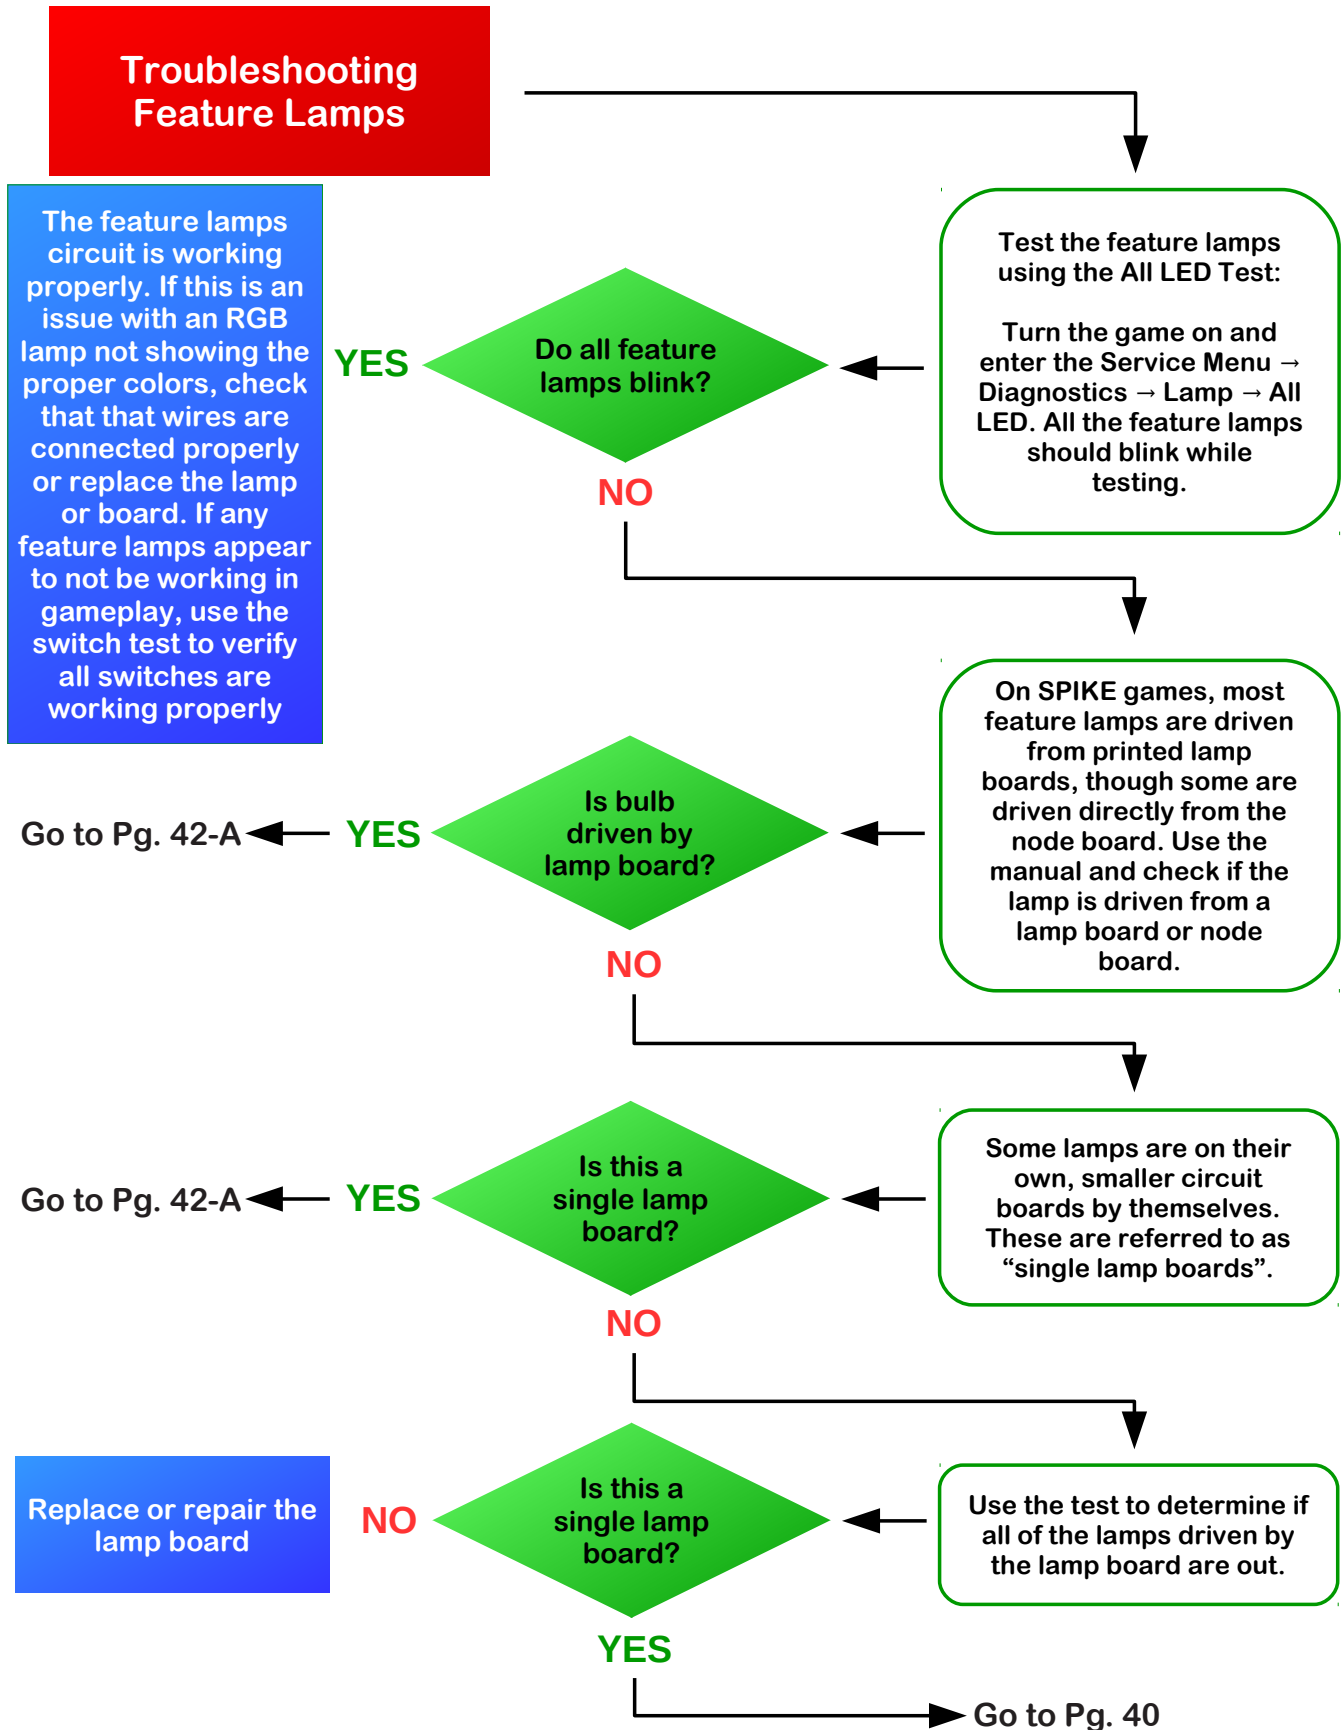 Troubleshooting
Feature Lamps
Test the feature lamps
using the All LED Test:
Turn the game on and
enter the Service Menu →
Diagnostics → Lamp → All
LED. All the feature lamps
should blink while
testing.
Do all feature
lamps blink?
YES
The feature lamps
circuit is working
properly. If this is an
issue with an RGB
lamp not showing the
proper colors, check
that that wires are
connected properly
or replace the lamp
or board. If any
feature lamps appear
to not be working in
gameplay, use the
switch test to verify
all switches are
working properly
NO
On SPIKE games, most
feature lamps are driven
from printed lamp
boards, though some are
driven directly from the
node board. Use the
manual and check if the
lamp is driven from a
lamp board or node
board.
Is bulb
driven by
lamp board?
YES
Go to Pg. 42-A
NO
Some lamps are on their
own, smaller circuit
boards by themselves.
These are referred to as
“single lamp boards”.
Is this a
single lamp
board?
YES
Go to Pg. 42-A
NO
Use the test to determine if
all of the lamps driven by
the lamp board are out.
Is this a
single lamp
board?
NO
Replace or repair the
lamp board
YES
Go to Pg. 40